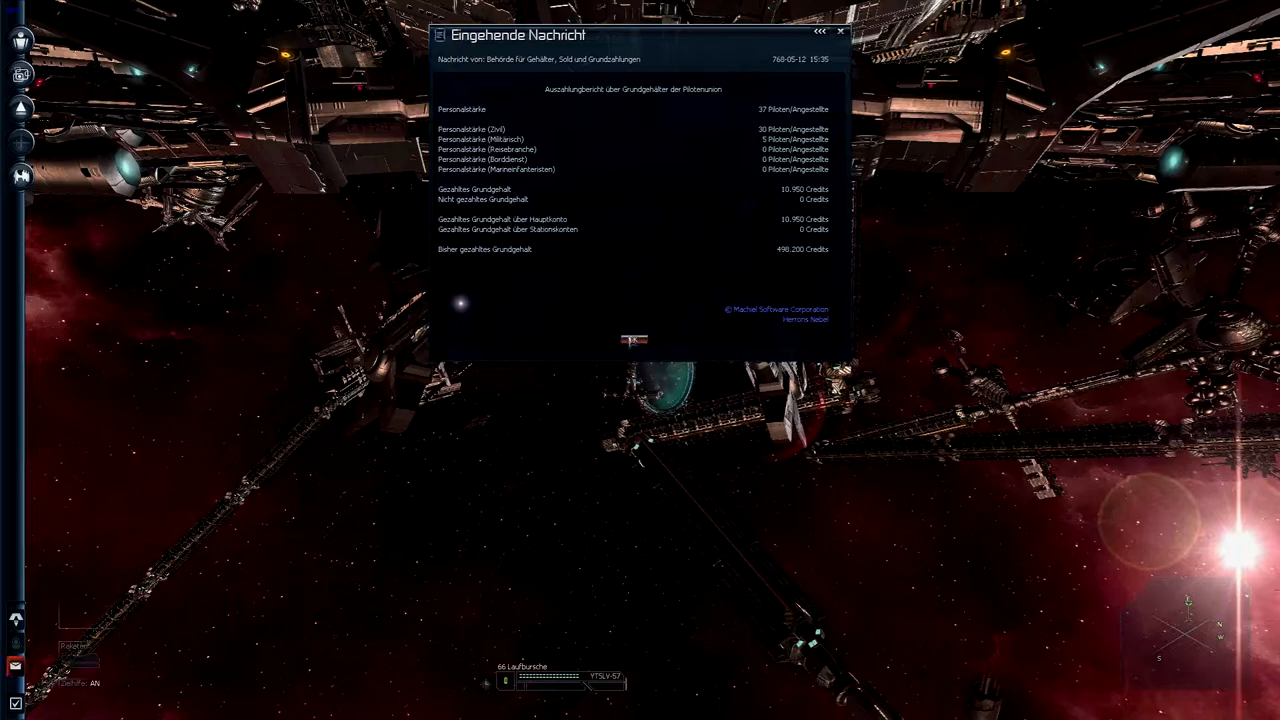 Eingehende Nachricht
Nachricht von: Behörde für Gehälter, Sold und Grundzahlungen 768-05-12 15:35
Auszahlungbericht über Grundgehälter der Pilotenunion
Personalstärke 37 Piloten/Angestellte
Personalstärke (Zivil) 30 Piloten/Angestellte
Personalstärke (Militärisch) 5 Piloten/Angestellte
Personalstärke (Reisebranche) 0 Piloten/Angestellte
Personalstärke (Borddienst) 0 Piloten/Angestellte
Personalstärke (Marineinfanteristen) 0 Piloten/Angestellte
Gezahltes Grundgehalt 10.950 Credits
Nicht gezahltes Grundgehalt 0 Credits
Gezahltes Grundgehalt über Hauptkonto 10.950 Credits
Gezahltes Grundgehalt über Stationskonten 0 Credits
Bisher gezahltes Grundgehalt 498.200 Credits
© Machiel Software Corporation
Herrons Nebel
N
W
S
Zielhilfe: AN
66 Laufbursche
YTSLV-57